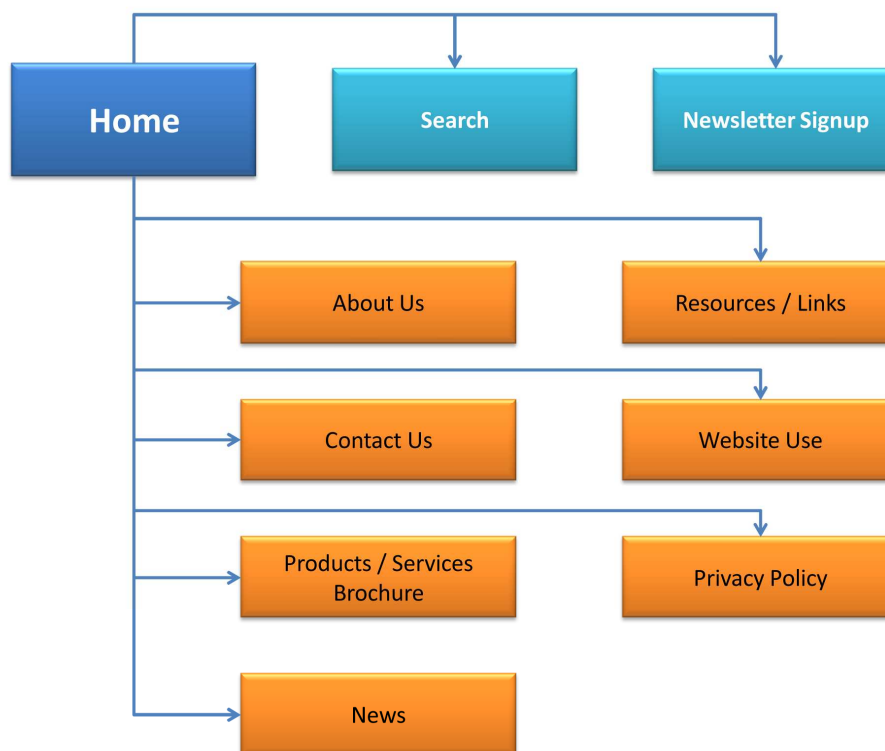 Home
Search
Newsletter Signup
About Us
Resources / Links
Contact Us
Website Use
Products / Services
Brochure
Privacy Policy
News